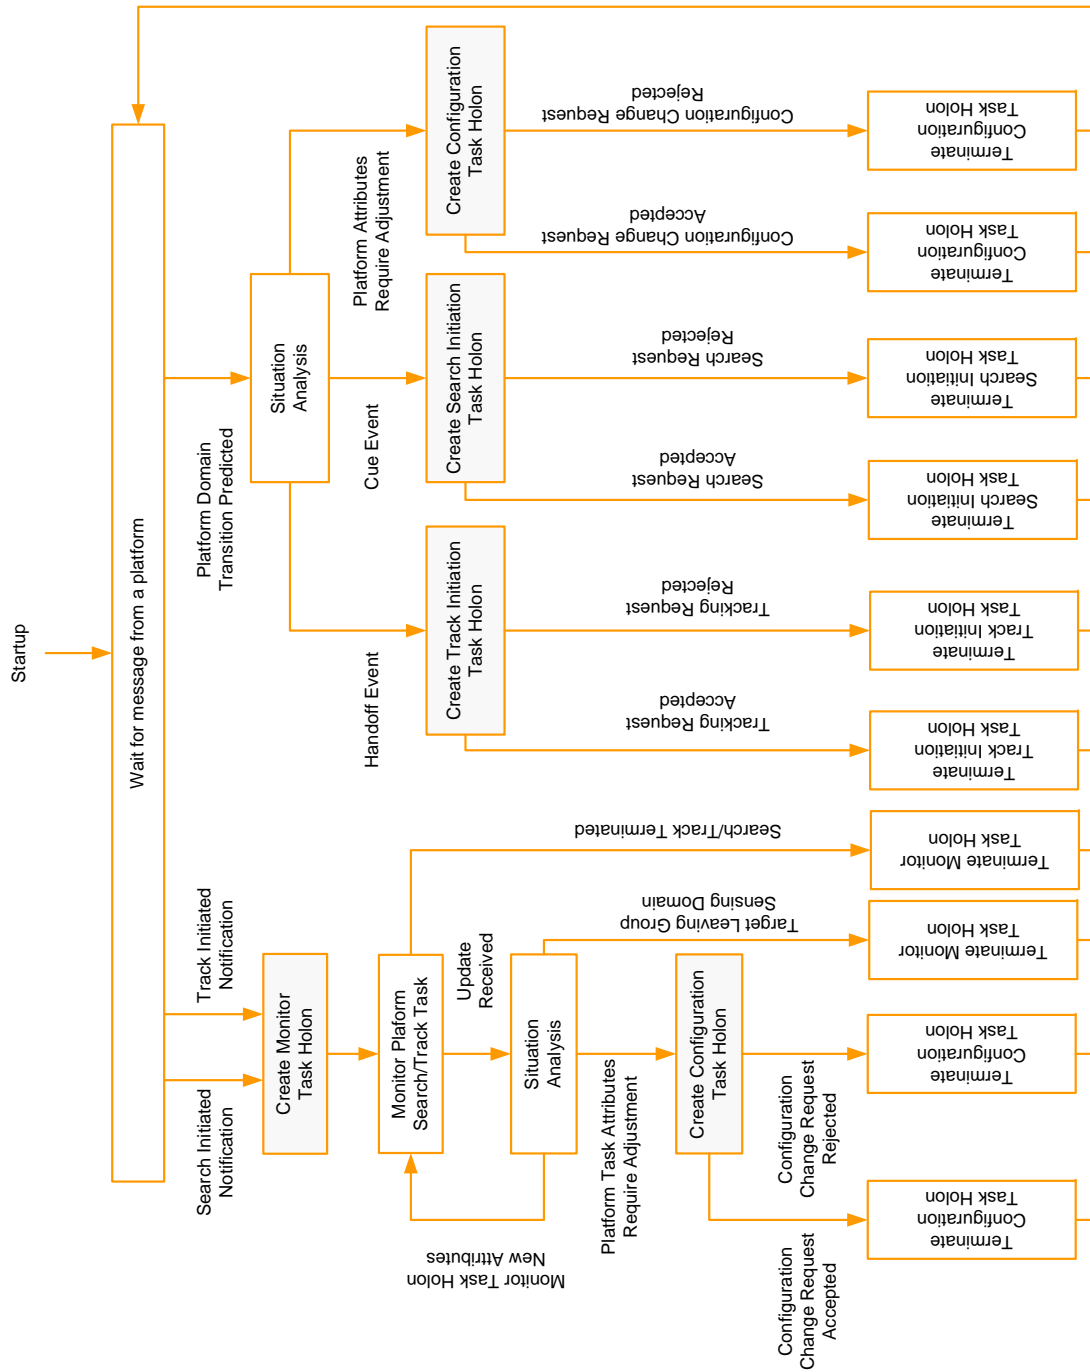 Startup
Wait for message from a platform
Search Initiated
Notification
Track Initiated
Notification
Platform Domain
Transition Predicted
Create Monitor
Task Holon
Situation
Analysis
Monitor Plaform
Search/Track Task
Handoff Event
Cue Event
Platform Attributes
Require Adjustment
Monitor Task Holon
New Attributes
Update
Received
Create Track Initiation
Task Holon
Create Search Initiation
Task Holon
Create Configuration
Task Holon
Situation
Analysis
Platform Task Attributes
Require Adjustment
Target Leaving Group
Sensing Domain
Search/Track Terminated
Tracking Request
Accepted
Tracking Request
Rejected
Search Request
Accepted
Search Request
Rejected
Configuration Change Request
Accepted
Configuration Change Request
Rejected
Create Configuration
Task Holon
Configuration
Change Request
Accepted
Configuration
Change Request
Rejected
Terminate
Configuration
Task Holon
Terminate
Configuration
Task Holon
Terminate Monitor
Task Holon
Terminate Monitor
Task Holon
Terminate
Track Initiation
Task Holon
Terminate
Track Initiation
Task Holon
Terminate
Search Initiation
Task Holon
Terminate
Search Initiation
Task Holon
Terminate
Configuration
Task Holon
Terminate
Configuration
Task Holon